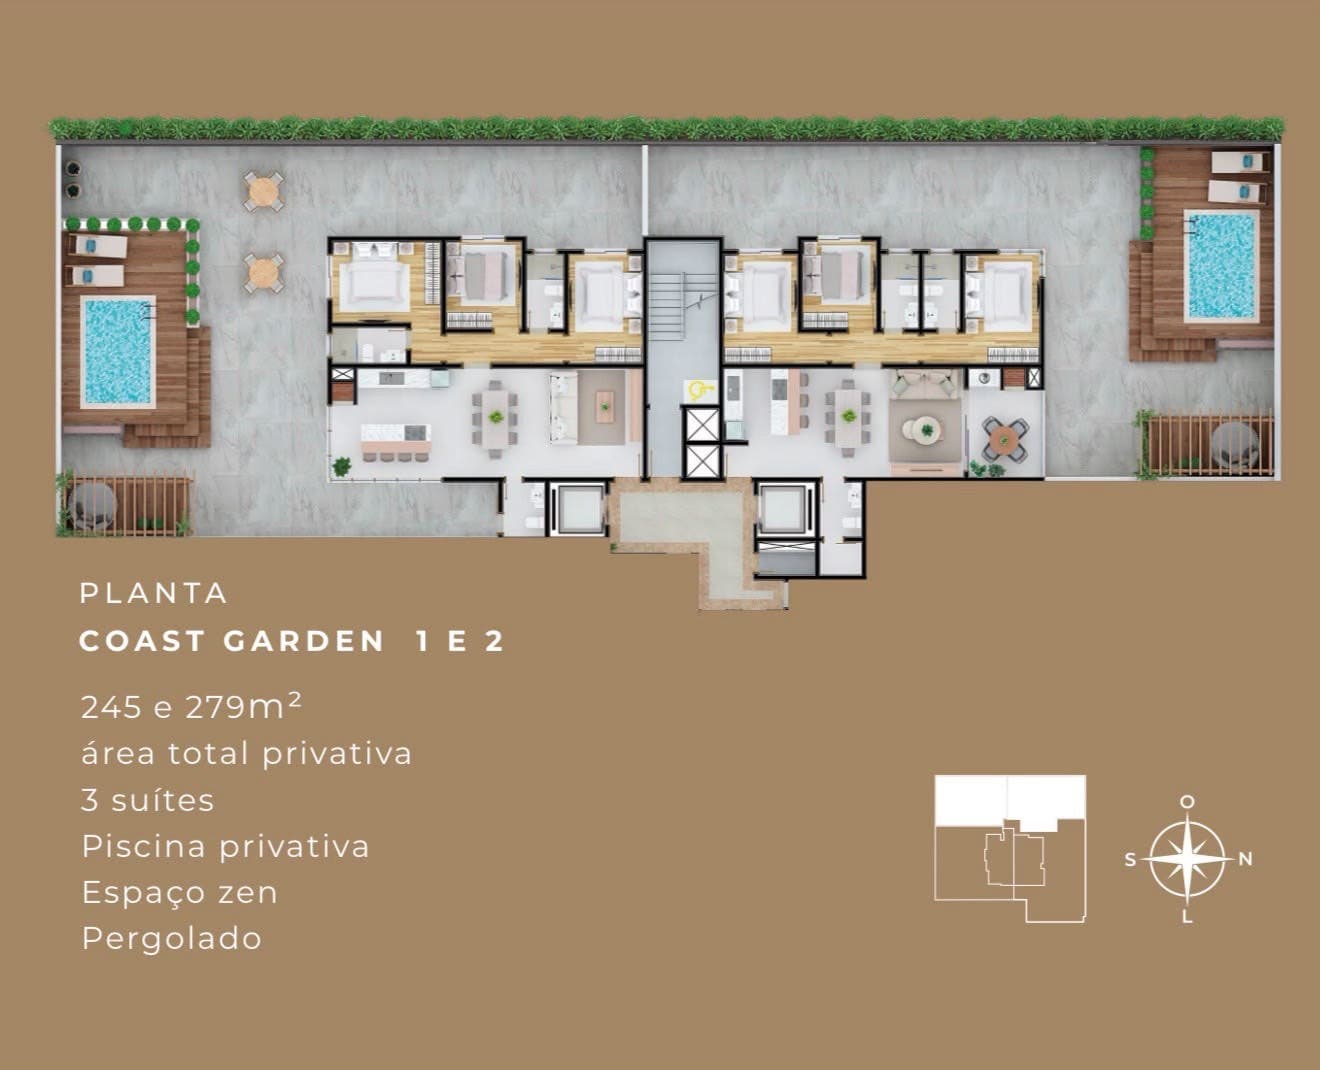 PLANTA
COAST GARDEN 1 E 2
245 e 279m²
área total privativa
3 suítes
Piscina privativa
Espaço zen
Pergolado
O
S N
L